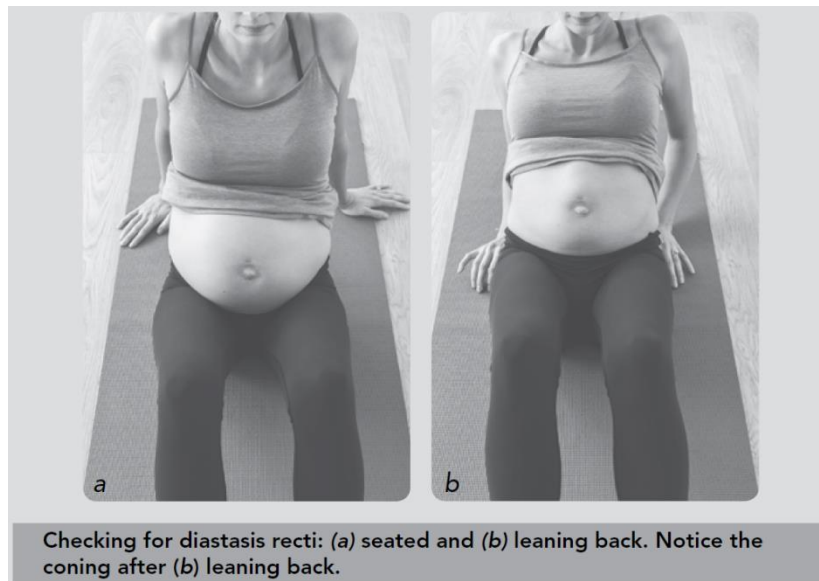 a
b
Checking for diastasis recti: (a) seated and (b) leaning back. Notice the
coning after (b) leaning back.